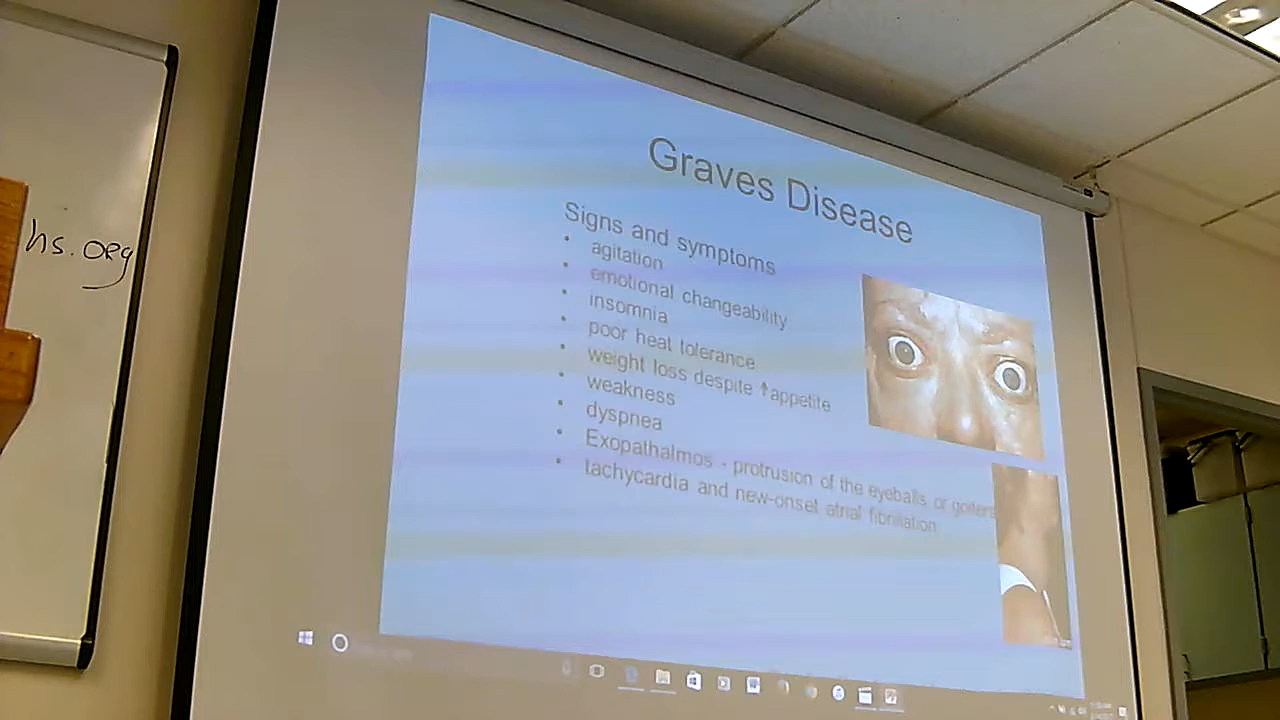 hs.org
Graves Disease
Signs and symptoms
• agitation
• emotional changeability
• insomnia
• poor heat tolerance
• weight loss despite ↑appetite
• weakness
• dyspnea
• Exopathalmos - protrusion of the eyeballs or goiters
• tachycardia and new-onset atrial fibrillation